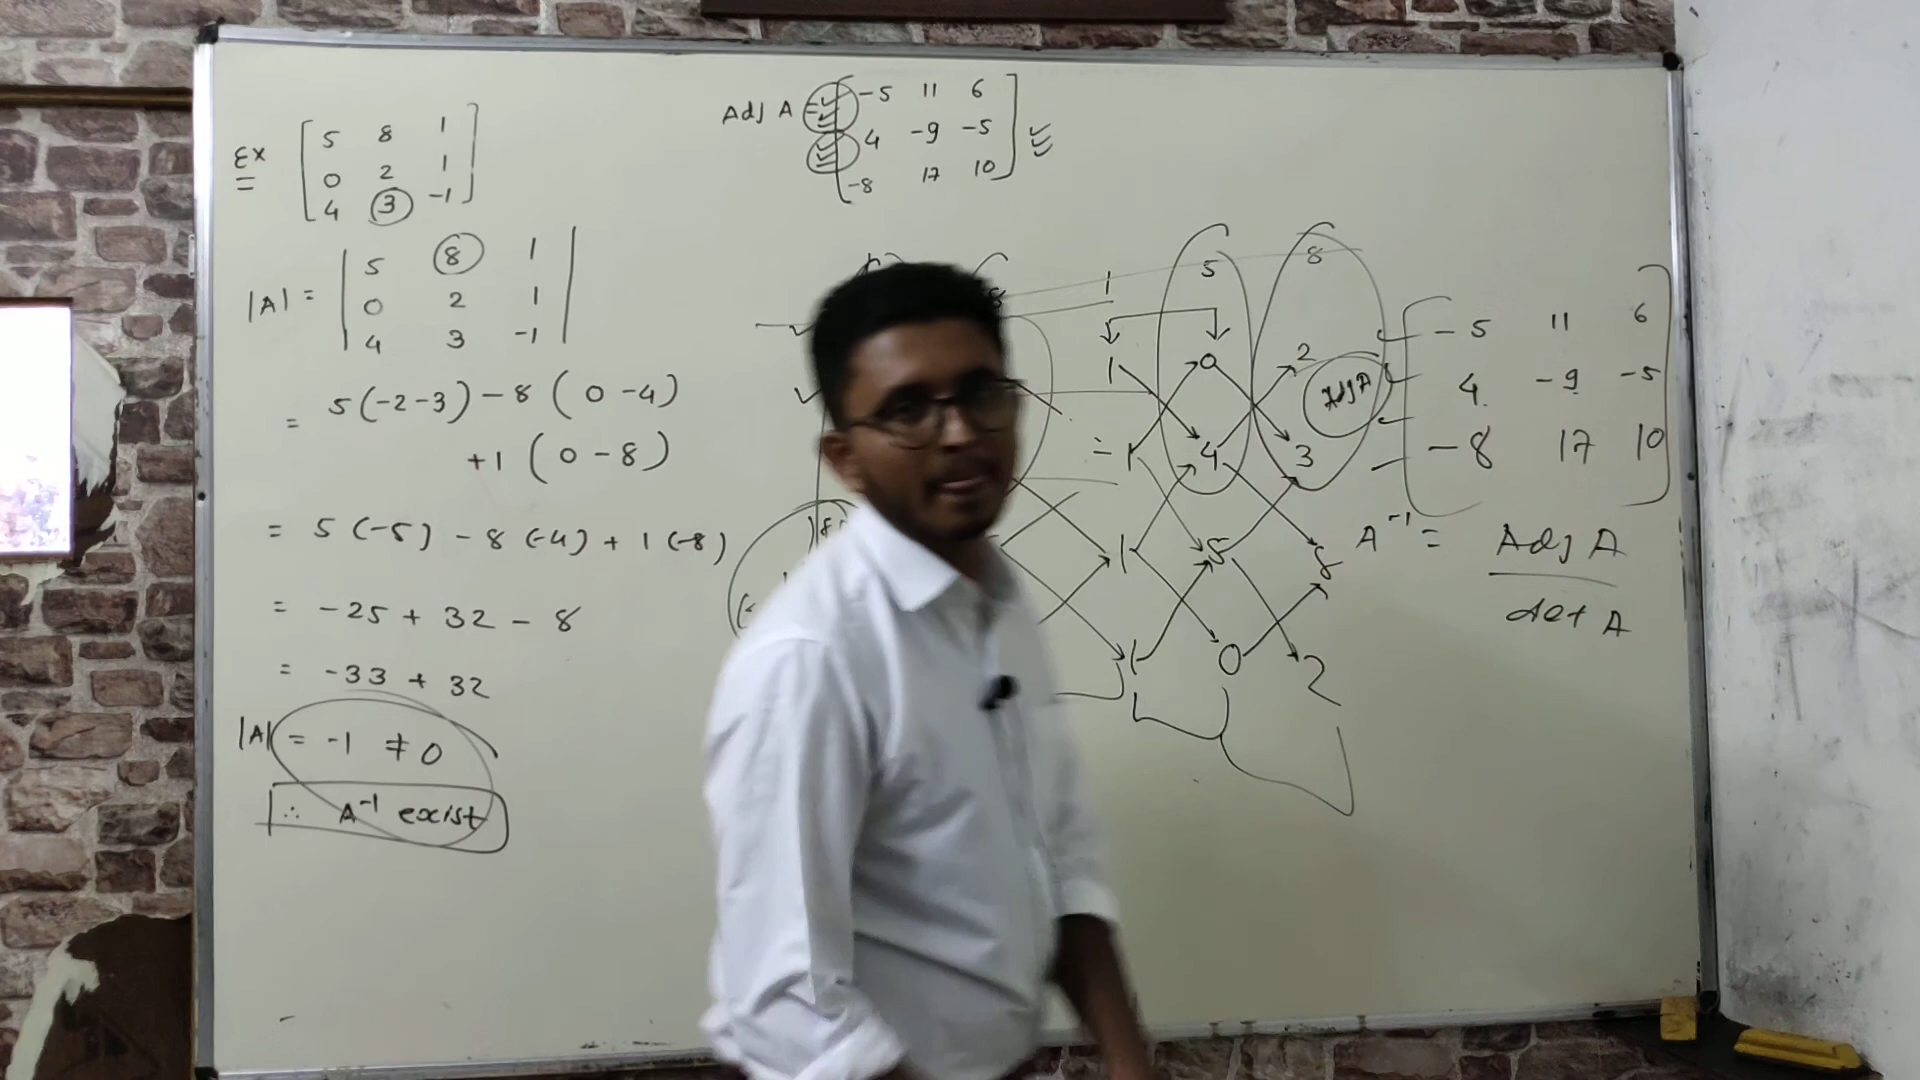 Ex [ 5 8 1
0 2 1
4 3 -1 ]
|A| = | 5 8 1
0 2 1
4 3 -1 |
= 5 (-2-3) - 8 ( 0 - 4 )
+1 ( 0 - 8 )
= 5 (-5) - 8 (-4) + 1 (-8)
= -25 + 32 - 8
= -33 + 32
|A| = -1 ≠ 0
∴ A⁻¹ exist
Adj A = [ -5 11 6
4 -9 -5
-8 17 10 ]
8 1 5 8
1 0 2
-1 4 3
1 5 8
1 0 2
Adj A
[ -5 11 6
4 -9 -5
-8 17 10 ]
A⁻¹ = Adj A
det A